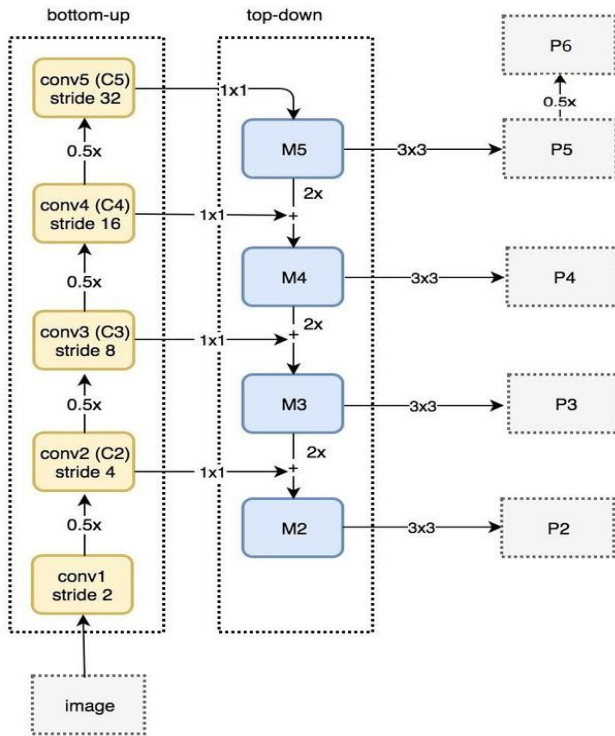 bottom-up
top-down
P6
0.5x
conv5 (C5)
stride 32
1x1
M5
3x3
P5
0.5x
2x
conv4 (C4)
stride 16
1x1
+
M4
3x3
P4
0.5x
2x
conv3 (C3)
stride 8
1x1
+
M3
3x3
P3
0.5x
2x
conv2 (C2)
stride 4
1x1
+
M2
3x3
P2
0.5x
conv1
stride 2
image